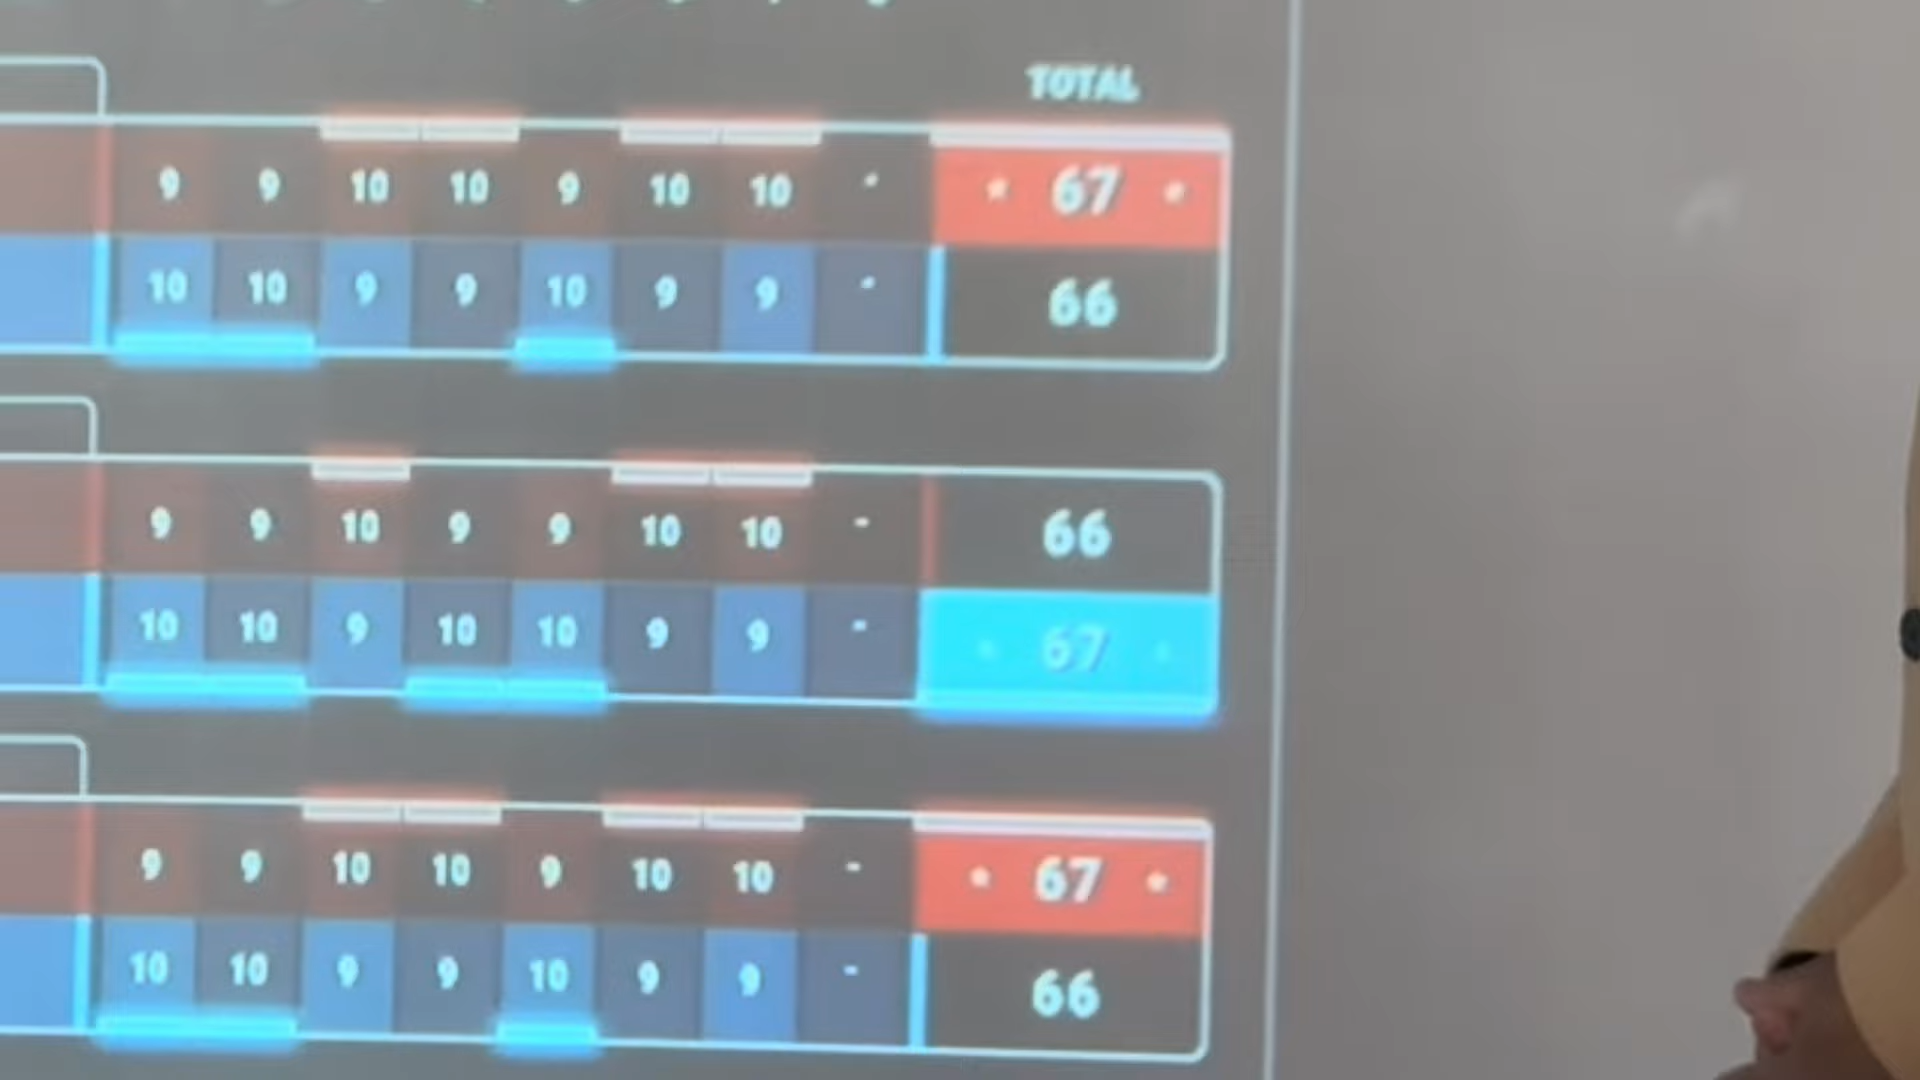 TOTAL
9 9 10 10 9 10 10 - 67
10 10 9 9 10 9 9 - 66
9 9 10 9 9 10 10 - 66
10 10 9 10 10 9 9 - 67
9 9 10 10 9 10 10 - 67
10 10 9 9 10 9 9 - 66